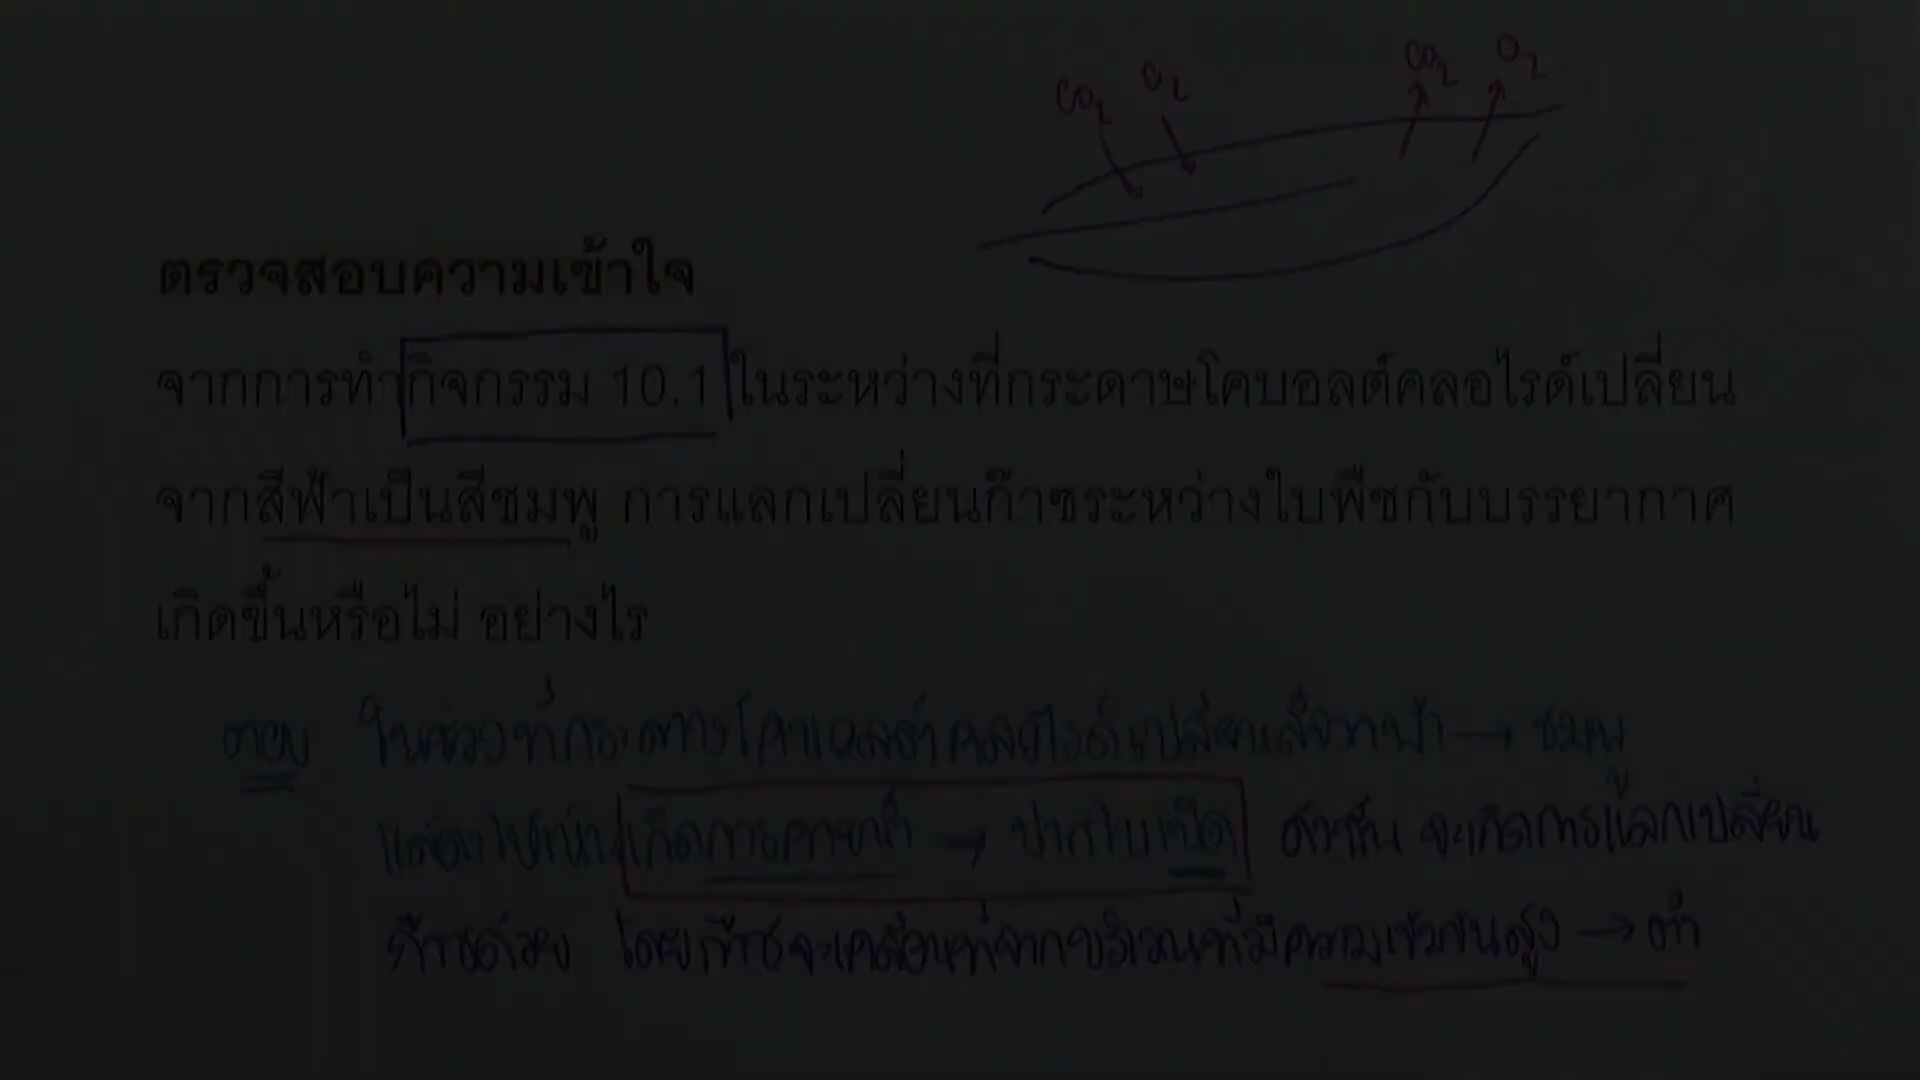 CO2 O2 CO2 O2
ตรวจสอบความเข้าใจ
จากการทำกิจกรรม 10.1 ในระหว่างที่กระดาษโคบอลต์คลอไรด์เปลี่ยน
จากสีฟ้าเป็นสีชมพู การแลกเปลี่ยนก๊าซระหว่างใบพืชกับบรรยากาศ
เกิดขึ้นหรือไม่ อย่างไร
ตอบ ในช่วงที่กระดาษโคบอลต์คลอไรด์เปลี่ยนสีจากฟ้า → ชมพู
แสดงให้เห็นเกิดการคายน้ำ → ปากใบเปิด ดังนั้น จะเกิดการแลกเปลี่ยน
ก๊าซด้วย โดยก๊าซจะเคลื่อนที่จากบริเวณที่มีความเข้มข้นสูง → ต่ำ